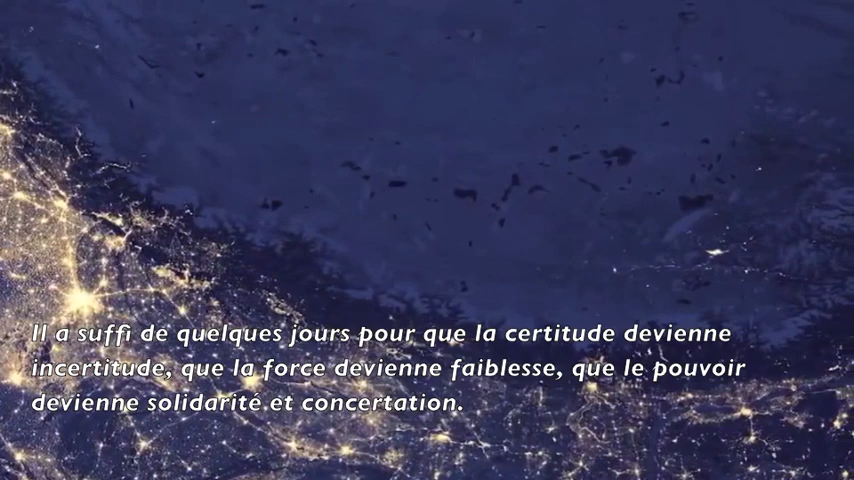 Il a suffi de quelques jours pour que la certitude devienne
incertitude, que la force devienne faiblesse, que le pouvoir
devienne solidarité et concertation.